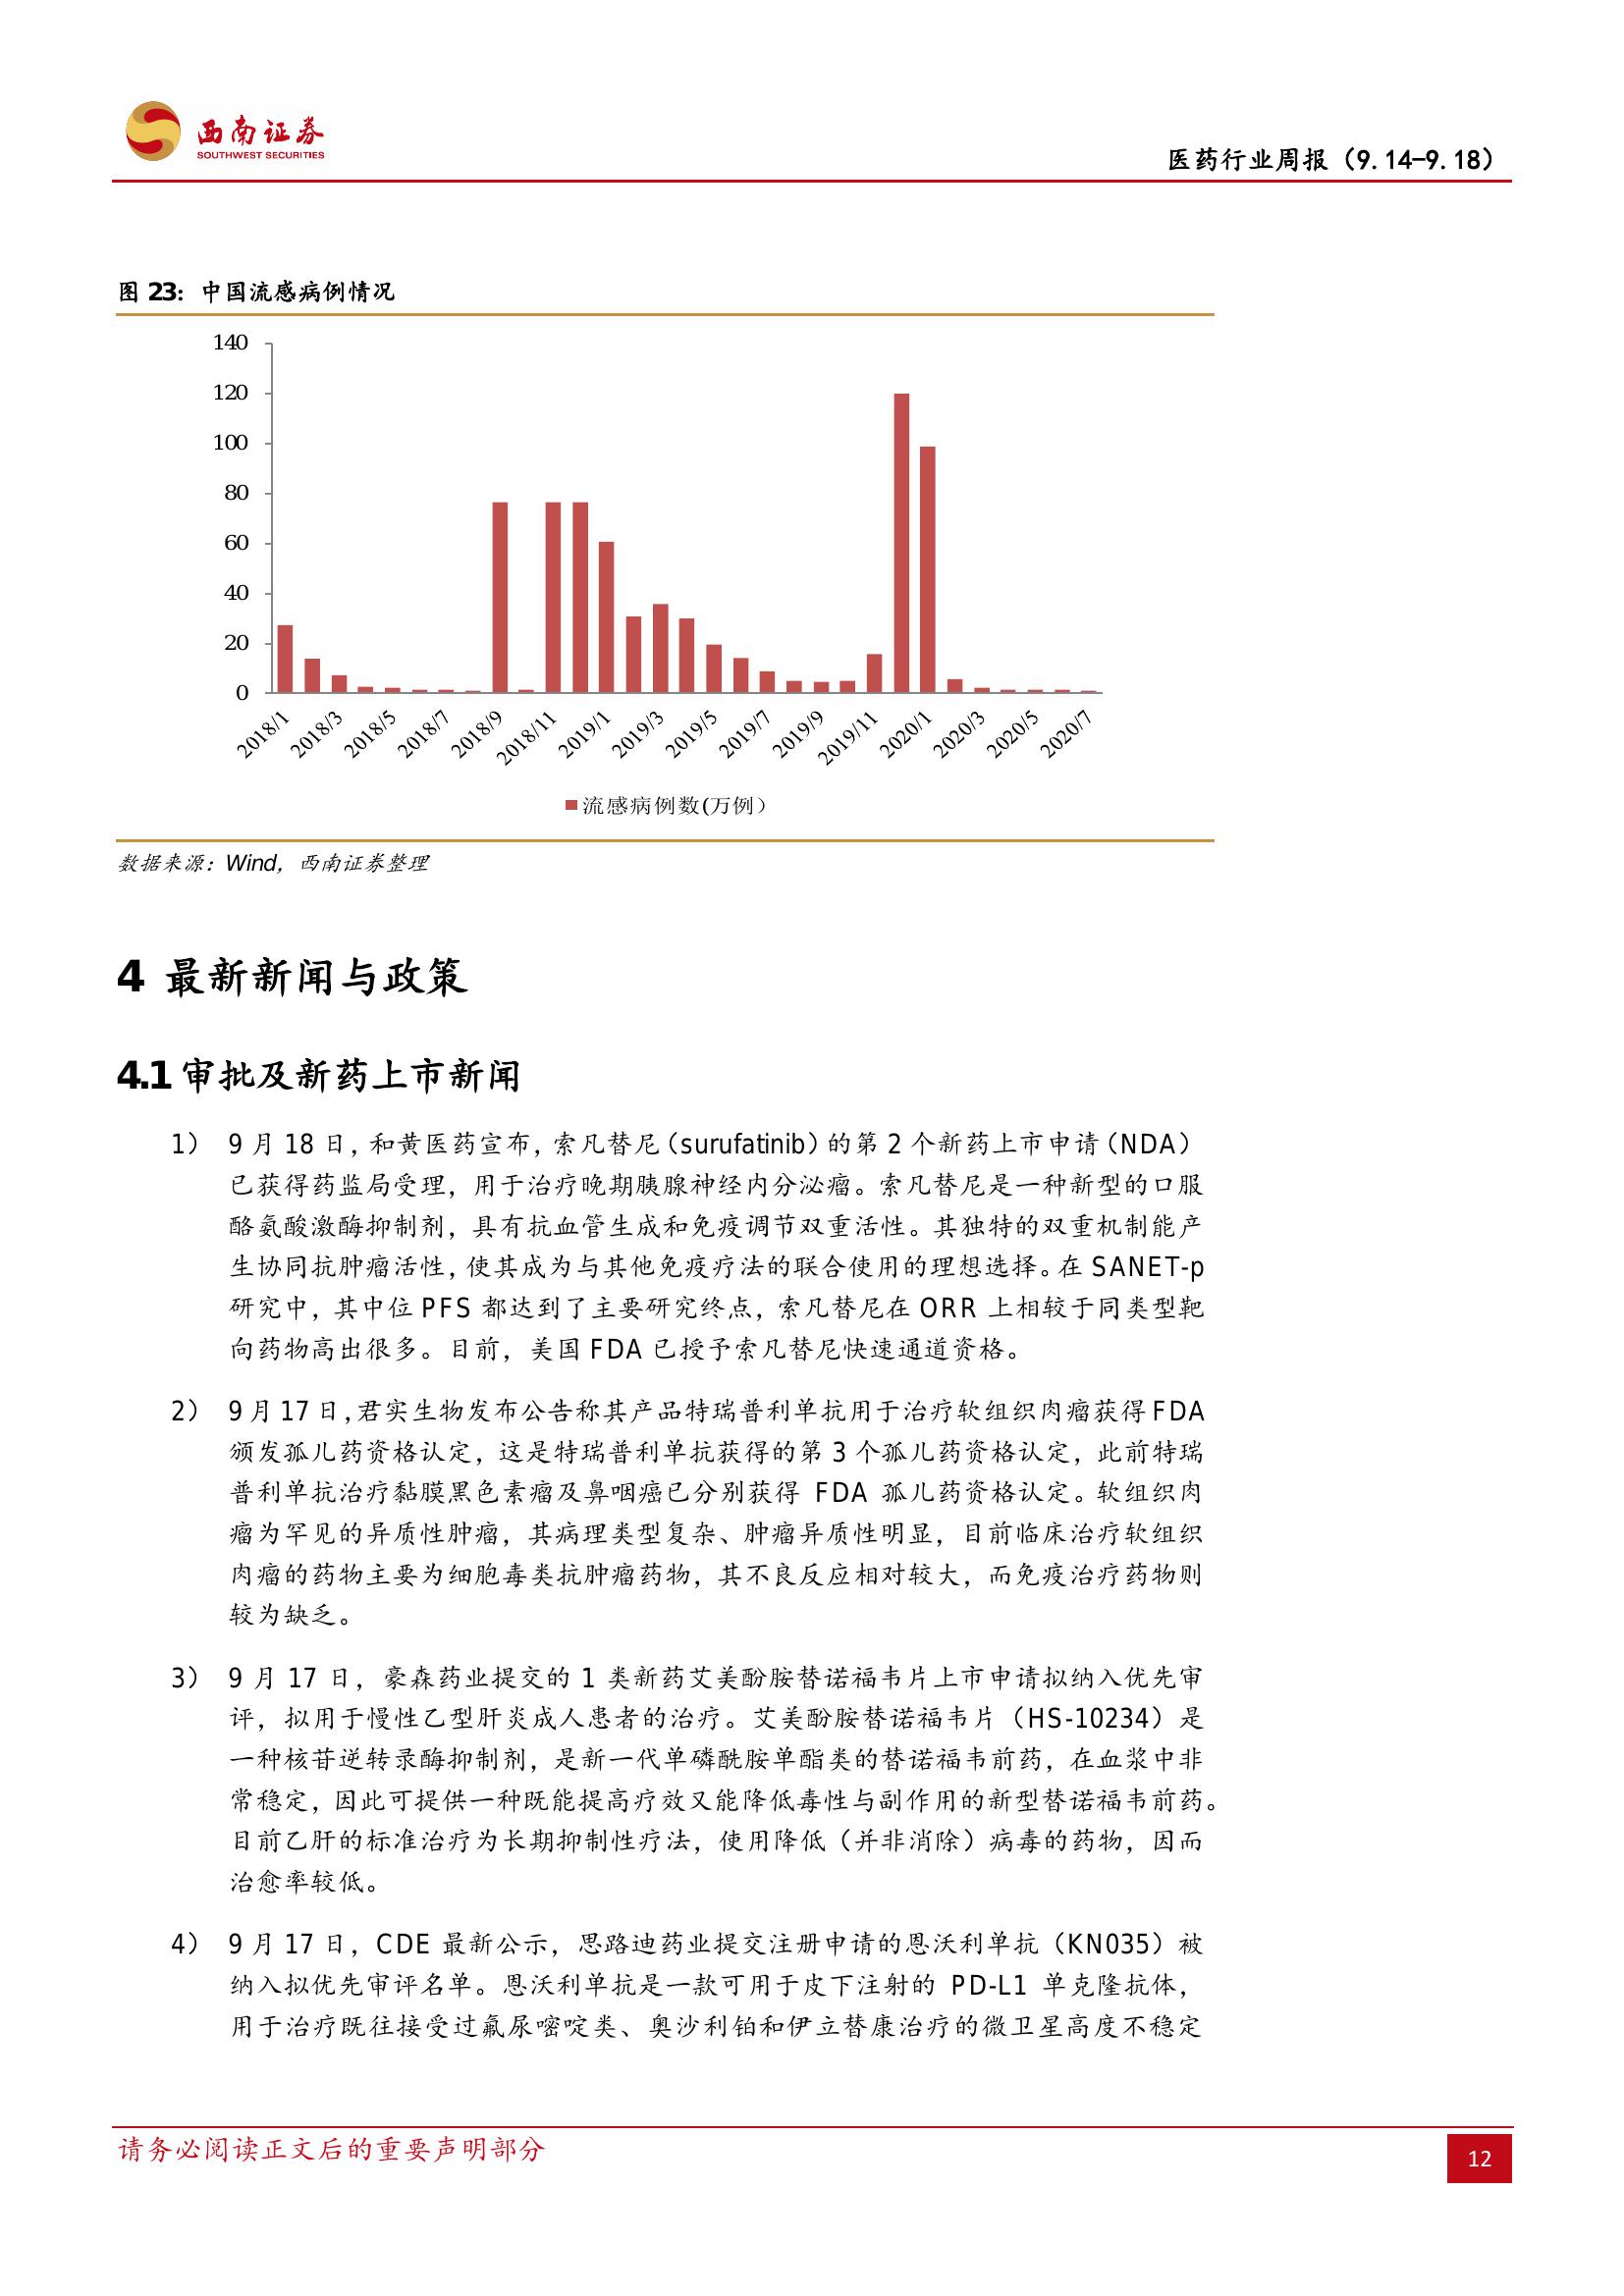 西南证券
SOUTHWEST SECURITIES
医药行业周报（9.14-9.18）
图 23：中国流感病例情况
140
120
100
80
60
40
20
0
2018/1
2018/3
2018/5
2018/7
2018/9
2018/11
2019/1
2019/3
2019/5
2019/7
2019/9
2019/11
2020/1
2020/3
2020/5
2020/7
流感病例数(万例）
数据来源：Wind，西南证券整理
4 最新新闻与政策
4.1 审批及新药上市新闻
1） 9 月 18 日，和黄医药宣布，索凡替尼（surufatinib）的第 2 个新药上市申请（NDA）
已获得药监局受理，用于治疗晚期胰腺神经内分泌瘤。索凡替尼是一种新型的口服
酪氨酸激酶抑制剂，具有抗血管生成和免疫调节双重活性。其独特的双重机制能产
生协同抗肿瘤活性，使其成为与其他免疫疗法的联合使用的理想选择。在 SANET-p
研究中，其中位 PFS 都达到了主要研究终点，索凡替尼在 ORR 上相较于同类型靶
向药物高出很多。目前，美国 FDA 已授予索凡替尼快速通道资格。
2） 9 月 17 日，君实生物发布公告称其产品特瑞普利单抗用于治疗软组织肉瘤获得 FDA
颁发孤儿药资格认定，这是特瑞普利单抗获得的第 3 个孤儿药资格认定，此前特瑞
普利单抗治疗黏膜黑色素瘤及鼻咽癌已分别获得 FDA 孤儿药资格认定。软组织肉
瘤为罕见的异质性肿瘤，其病理类型复杂、肿瘤异质性明显，目前临床治疗软组织
肉瘤的药物主要为细胞毒类抗肿瘤药物，其不良反应相对较大，而免疫治疗药物则
较为缺乏。
3） 9 月 17 日，豪森药业提交的 1 类新药艾美酚胺替诺福韦片上市申请拟纳入优先审
评，拟用于慢性乙型肝炎成人患者的治疗。艾美酚胺替诺福韦片（HS-10234）是
一种核苷逆转录酶抑制剂，是新一代单磷酰胺单酯类的替诺福韦前药，在血浆中非
常稳定，因此可提供一种既能提高疗效又能降低毒性与副作用的新型替诺福韦前药。
目前乙肝的标准治疗为长期抑制性疗法，使用降低（并非消除）病毒的药物，因而
治愈率较低。
4） 9 月 17 日，CDE 最新公示，思路迪药业提交注册申请的恩沃利单抗（KN035）被
纳入拟优先审评名单。恩沃利单抗是一款可用于皮下注射的 PD-L1 单克隆抗体，
用于治疗既往接受过氟尿嘧啶类、奥沙利铂和伊立替康治疗的微卫星高度不稳定
请务必阅读正文后的重要声明部分
12